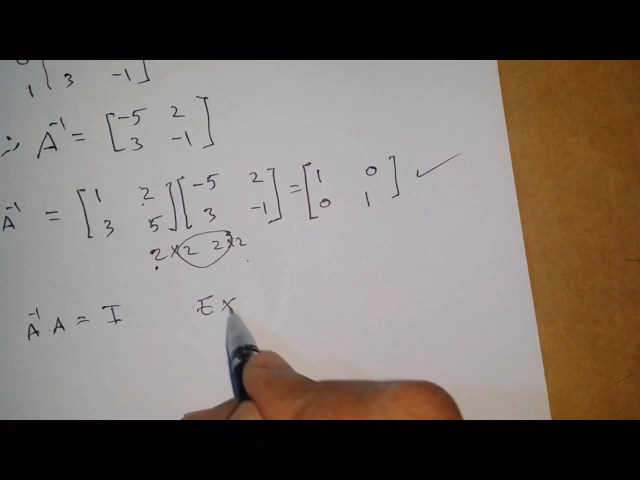 1 [ 3 -1 ]
∴ A⁻¹ = [ -5 2 ; 3 -1 ]
A⁻¹ = [ 1 2 ; 3 5 ] [ -5 2 ; 3 -1 ] = [ 1 0 ; 0 1 ] ✓
2×2 2×2
A⁻¹ A = I EX